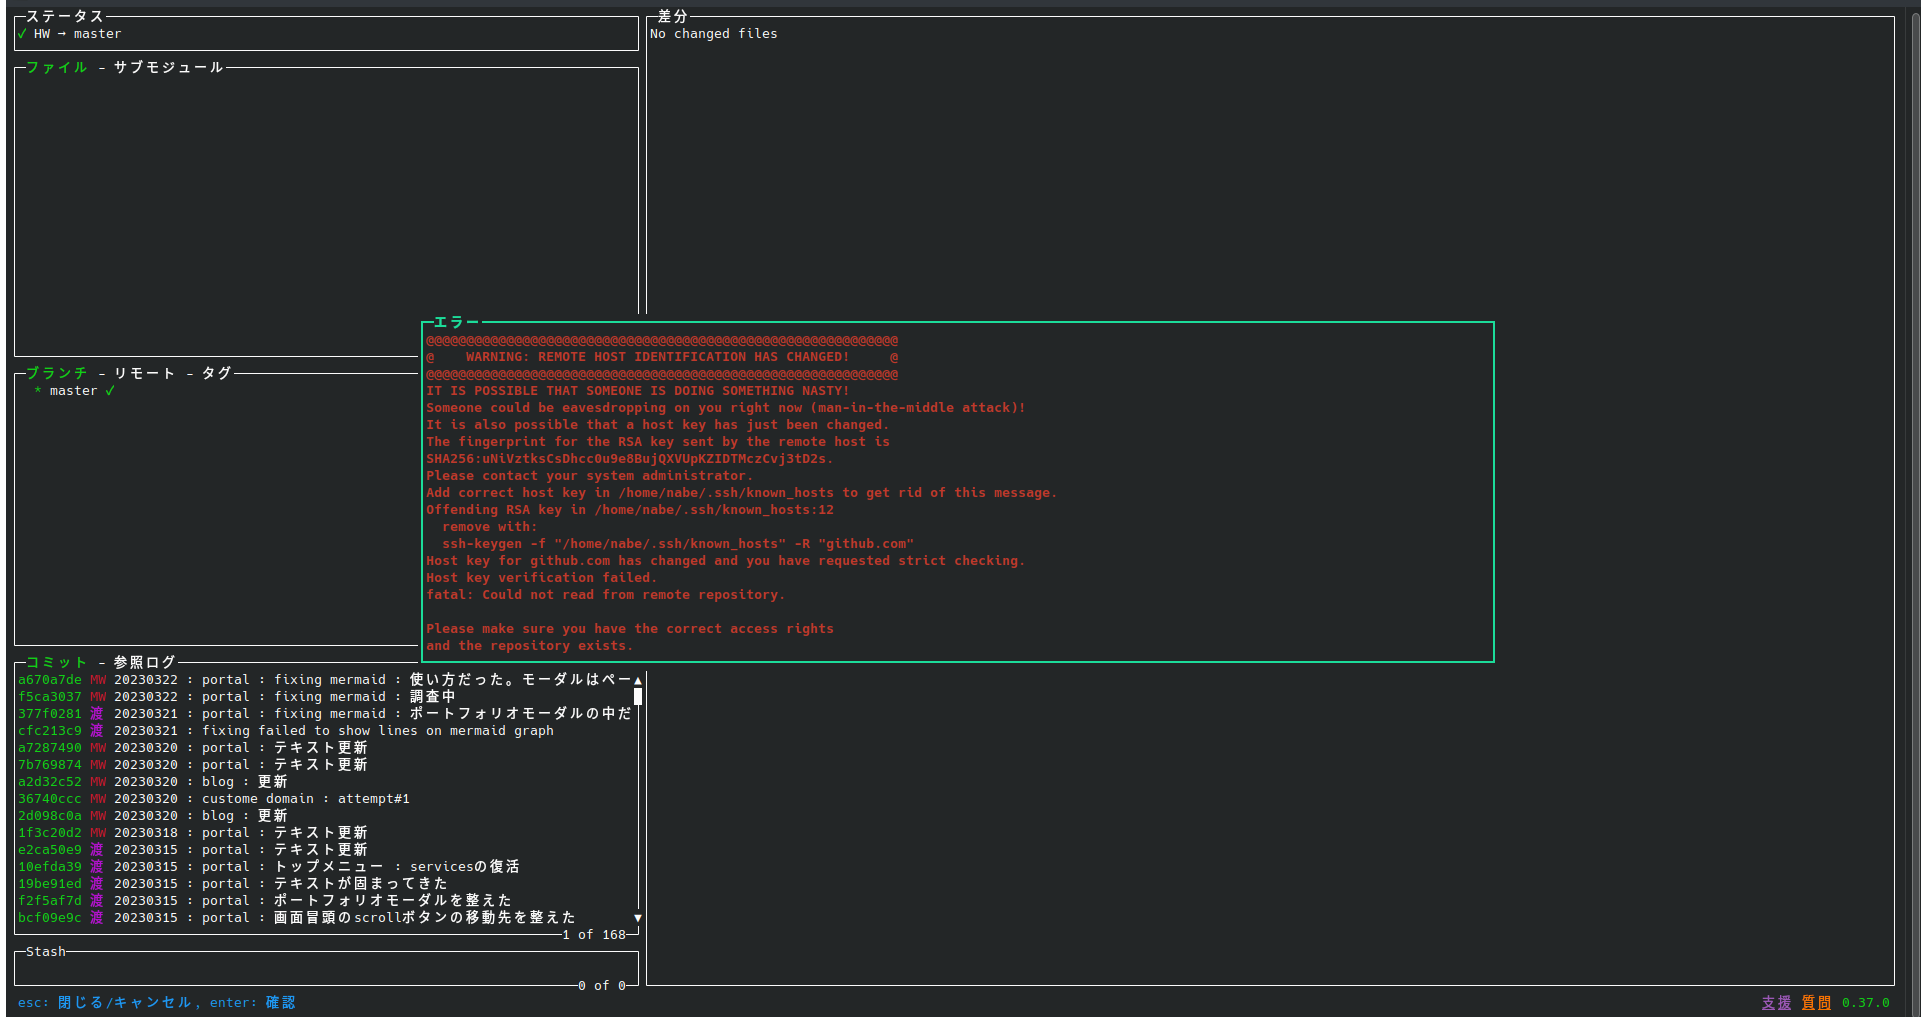 ステータス
✓ HW → master
ファイル - サブモジュール
ブランチ - リモート - タグ
* master ✓
コミット - 参照ログ
a670a7de MW 20230322 : portal : fixing mermaid : 使い方だった。モーダルはペー
f5ca3037 MW 20230322 : portal : fixing mermaid : 調査中
377f0281 渡 20230321 : portal : fixing mermaid : ポートフォリオモーダルの中だ
cfc213c9 渡 20230321 : fixing failed to show lines on mermaid graph
a7287490 MW 20230320 : portal : テキスト更新
7b769874 MW 20230320 : portal : テキスト更新
a2d32c52 MW 20230320 : blog : 更新
36740ccc MW 20230320 : custome domain : attempt#1
2d098c0a MW 20230320 : blog : 更新
1f3c20d2 MW 20230318 : portal : テキスト更新
e2ca50e9 渡 20230315 : portal : テキスト更新
10efda39 渡 20230315 : portal : トップメニュー : servicesの復活
19be91ed 渡 20230315 : portal : テキストが固まってきた
f2f5af7d 渡 20230315 : portal : ポートフォリオモーダルを整えた
bcf09e9c 渡 20230315 : portal : 画面冒頭のscrollボタンの移動先を整えた
1 of 168
Stash
0 of 0
差分
No changed files
エラー
@@@@@@@@@@@@@@@@@@@@@@@@@@@@@@@@@@@@@@@@@@@@@@@@@@@@@@@@@@@
@    WARNING: REMOTE HOST IDENTIFICATION HAS CHANGED!     @
@@@@@@@@@@@@@@@@@@@@@@@@@@@@@@@@@@@@@@@@@@@@@@@@@@@@@@@@@@@
IT IS POSSIBLE THAT SOMEONE IS DOING SOMETHING NASTY!
Someone could be eavesdropping on you right now (man-in-the-middle attack)!
It is also possible that a host key has just been changed.
The fingerprint for the RSA key sent by the remote host is
SHA256:uNiVztksCsDhcc0u9e8BujQXVUpKZIDTMczCvj3tD2s.
Please contact your system administrator.
Add correct host key in /home/nabe/.ssh/known_hosts to get rid of this message.
Offending RSA key in /home/nabe/.ssh/known_hosts:12
remove with:
ssh-keygen -f "/home/nabe/.ssh/known_hosts" -R "github.com"
Host key for github.com has changed and you have requested strict checking.
Host key verification failed.
fatal: Could not read from remote repository.
Please make sure you have the correct access rights
and the repository exists.
esc: 閉じる/キャンセル, enter: 確認
支援 質問 0.37.0